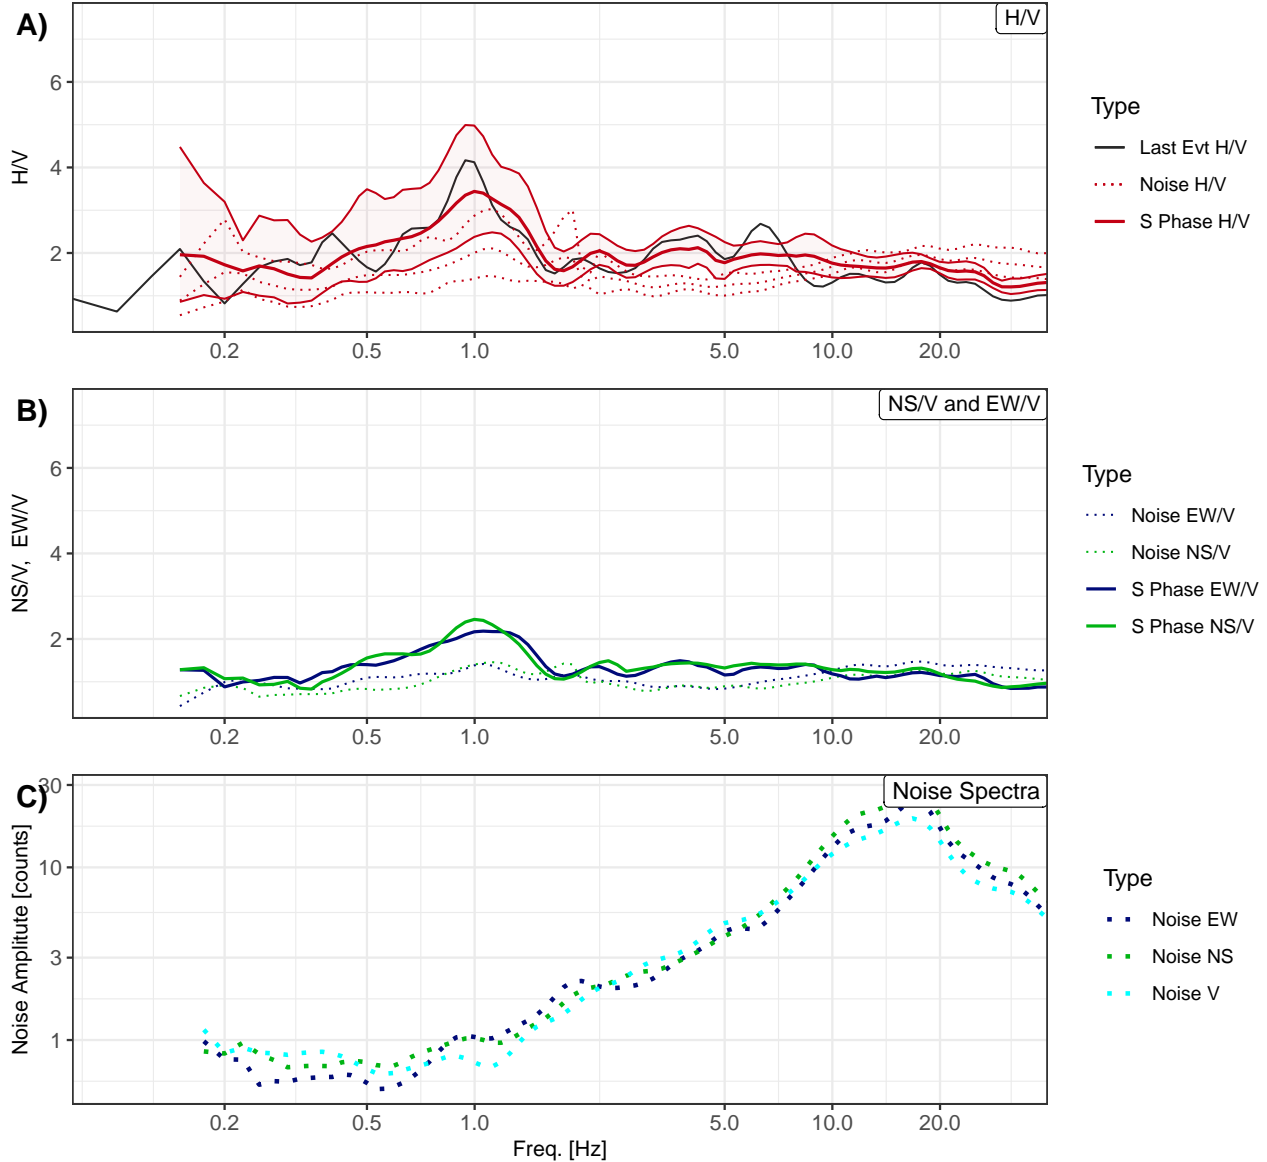 A)
H/V
H/V
6
4
2
0.2 0.5 1.0 5.0 10.0 20.0
Type
Last Evt H/V
Noise H/V
S Phase H/V
B)
NS/V and EW/V
NS/V, EW/V
6
4
2
0.2 0.5 1.0 5.0 10.0 20.0
Type
Noise EW/V
Noise NS/V
S Phase EW/V
S Phase NS/V
C)
Noise Spectra
Noise Amplitude [counts]
30
10
3
1
0.2 0.5 1.0 5.0 10.0 20.0
Freq. [Hz]
Type
Noise EW
Noise NS
Noise V